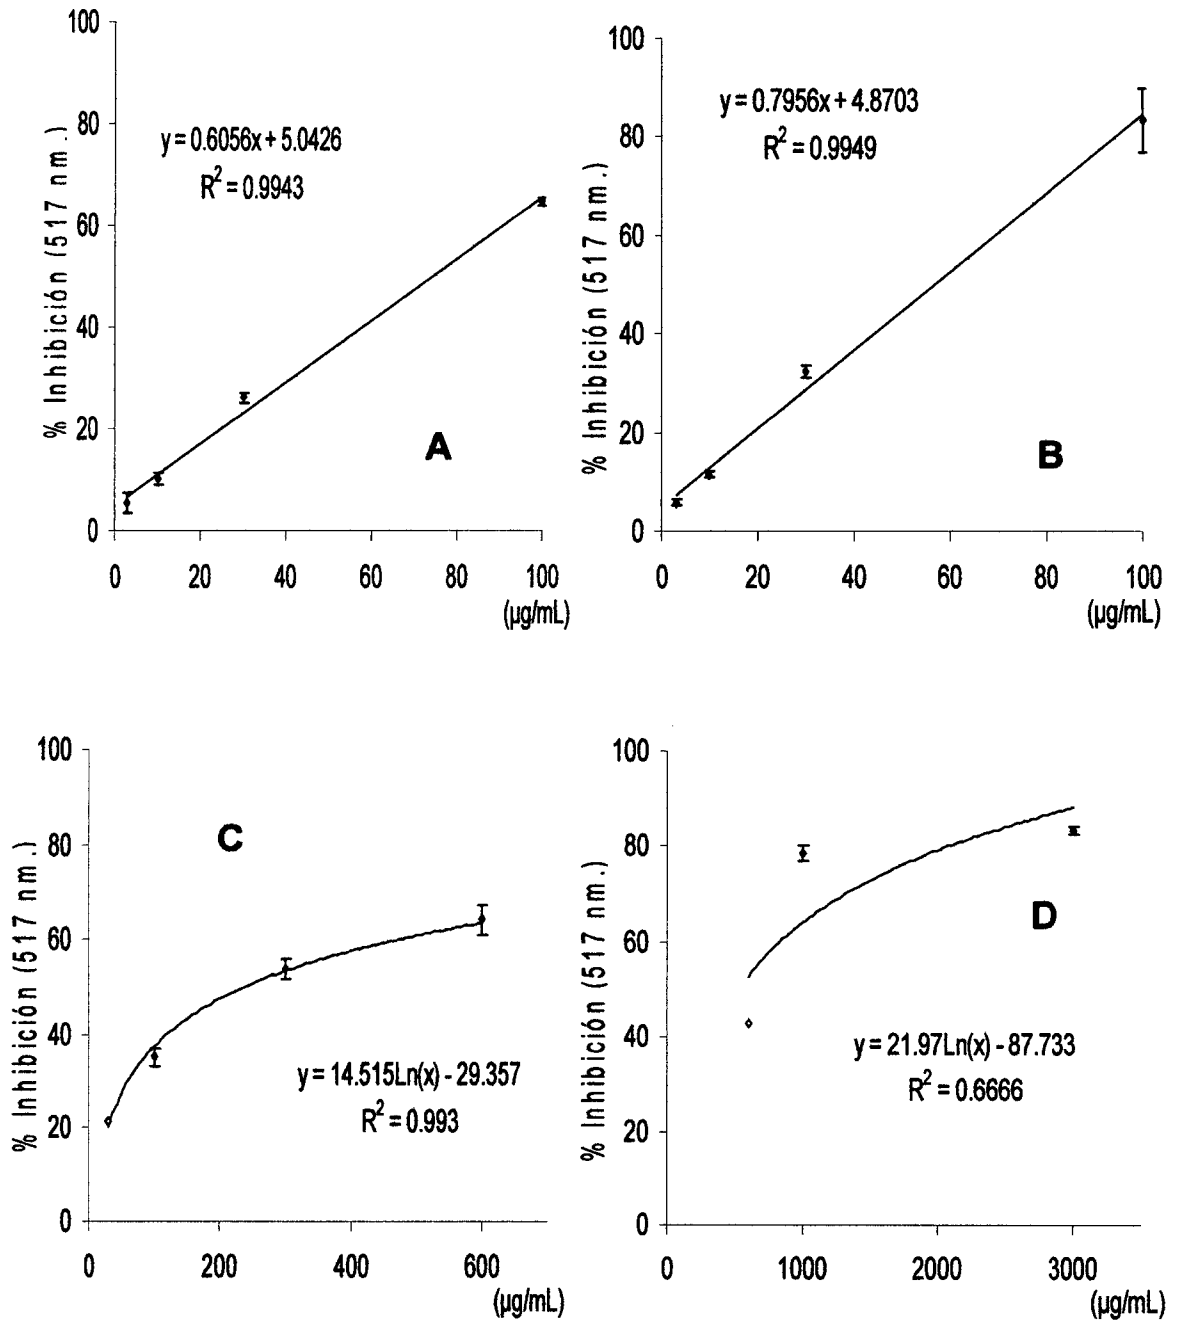 % Inhibición (517 nm.)
100
80
60
40
20
0
y = 0.6056x + 5.0426
R² = 0.9943
A
0 20 40 60 80 100
(µg/mL)
% Inhibición (517 nm.)
100
80
60
40
20
0
y = 0.7956x + 4.8703
R² = 0.9949
B
0 20 40 60 80 100
(µg/mL)
% Inhibición (517 nm.)
100
80
60
40
20
0
C
y = 14.515Ln(x) - 29.357
R² = 0.993
0 200 400 600
(µg/mL)
% Inhibición (517 nm.)
100
80
60
40
20
0
D
y = 21.97Ln(x) - 87.733
R² = 0.6666
0 1000 2000 3000
(µg/mL)